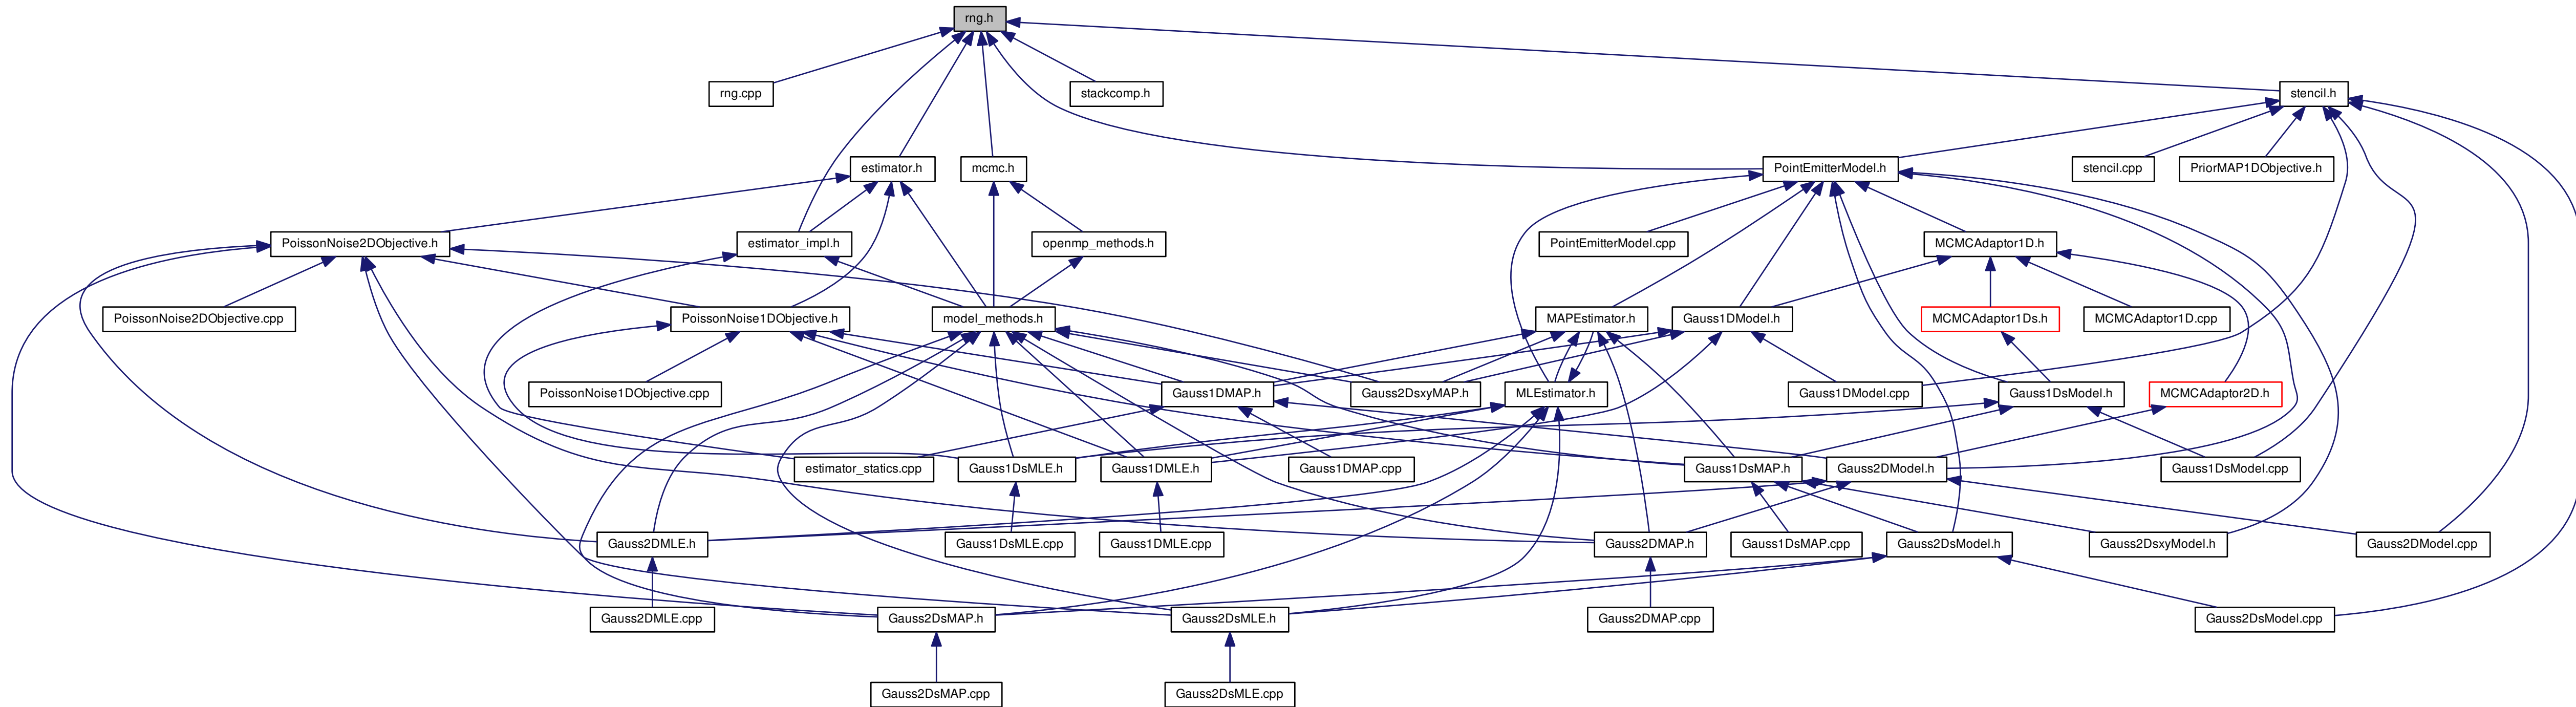 rng.h
rng.cpp
stackcomp.h
stencil.h
estimator.h
mcmc.h
PointEmitterModel.h
stencil.cpp
PriorMAP1DObjective.h
PoissonNoise2DObjective.h
estimator_impl.h
openmp_methods.h
PointEmitterModel.cpp
MCMCAdaptor1D.h
PoissonNoise2DObjective.cpp
PoissonNoise1DObjective.h
model_methods.h
MAPEstimator.h
Gauss1DModel.h
MCMCAdaptor1Ds.h
MCMCAdaptor1D.cpp
PoissonNoise1DObjective.cpp
Gauss1DMAP.h
Gauss2DsxyMAP.h
MLEstimator.h
Gauss1DModel.cpp
Gauss1DsModel.h
MCMCAdaptor2D.h
estimator_statics.cpp
Gauss1DsMLE.h
Gauss1DMLE.h
Gauss1DMAP.cpp
Gauss1DsMAP.h
Gauss2DModel.h
Gauss1DsModel.cpp
Gauss2DMLE.h
Gauss1DsMLE.cpp
Gauss1DMLE.cpp
Gauss2DMAP.h
Gauss1DsMAP.cpp
Gauss2DsModel.h
Gauss2DsxyModel.h
Gauss2DModel.cpp
Gauss2DMLE.cpp
Gauss2DsMAP.h
Gauss2DsMLE.h
Gauss2DMAP.cpp
Gauss2DsModel.cpp
Gauss2DsMAP.cpp
Gauss2DsMLE.cpp